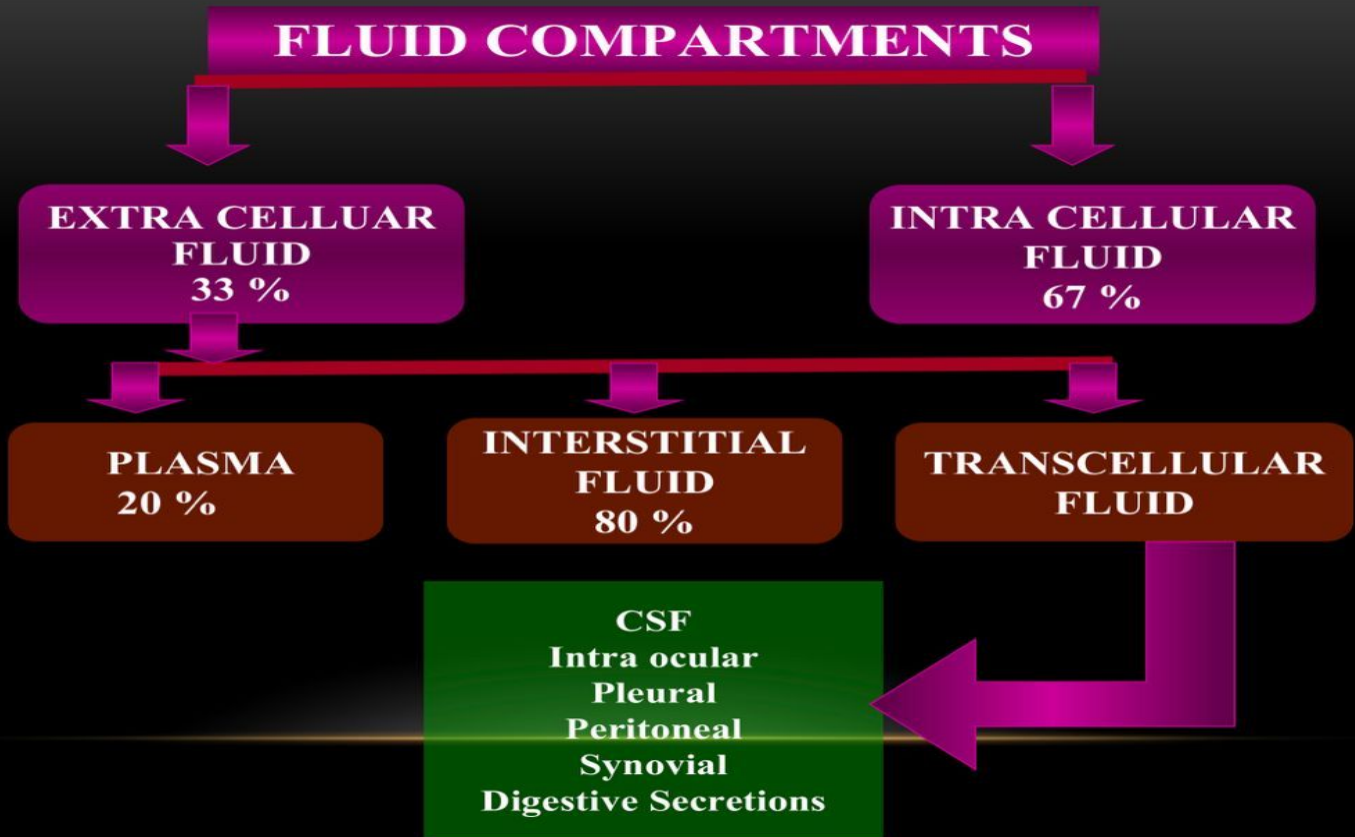 FLUID COMPARTMENTS
EXTRA CELLUAR
FLUID
33 %
INTRA CELLULAR
FLUID
67 %
PLASMA
20 %
INTERSTITIAL
FLUID
80 %
TRANSCELLULAR
FLUID
CSF
Intra ocular
Pleural
Peritoneal
Synovial
Digestive Secretions